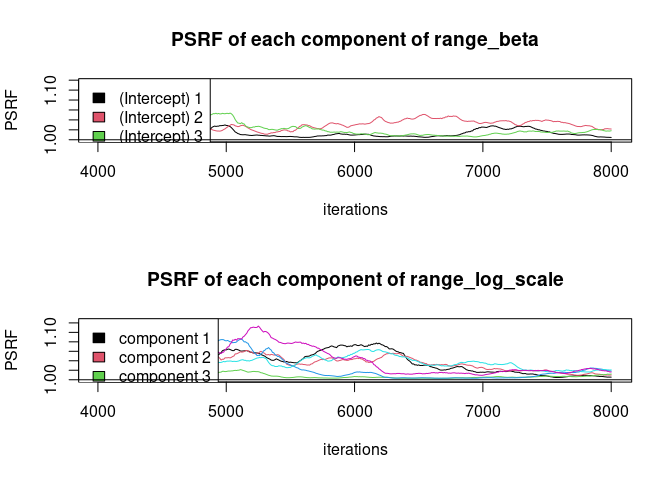 PSRF of each component of range_beta
PSRF
1.10
1.00
(Intercept) 1
(Intercept) 2
(Intercept) 3
4000 5000 6000 7000 8000
iterations
PSRF of each component of range_log_scale
PSRF
1.10
1.00
component 1
component 2
component 3
4000 5000 6000 7000 8000
iterations